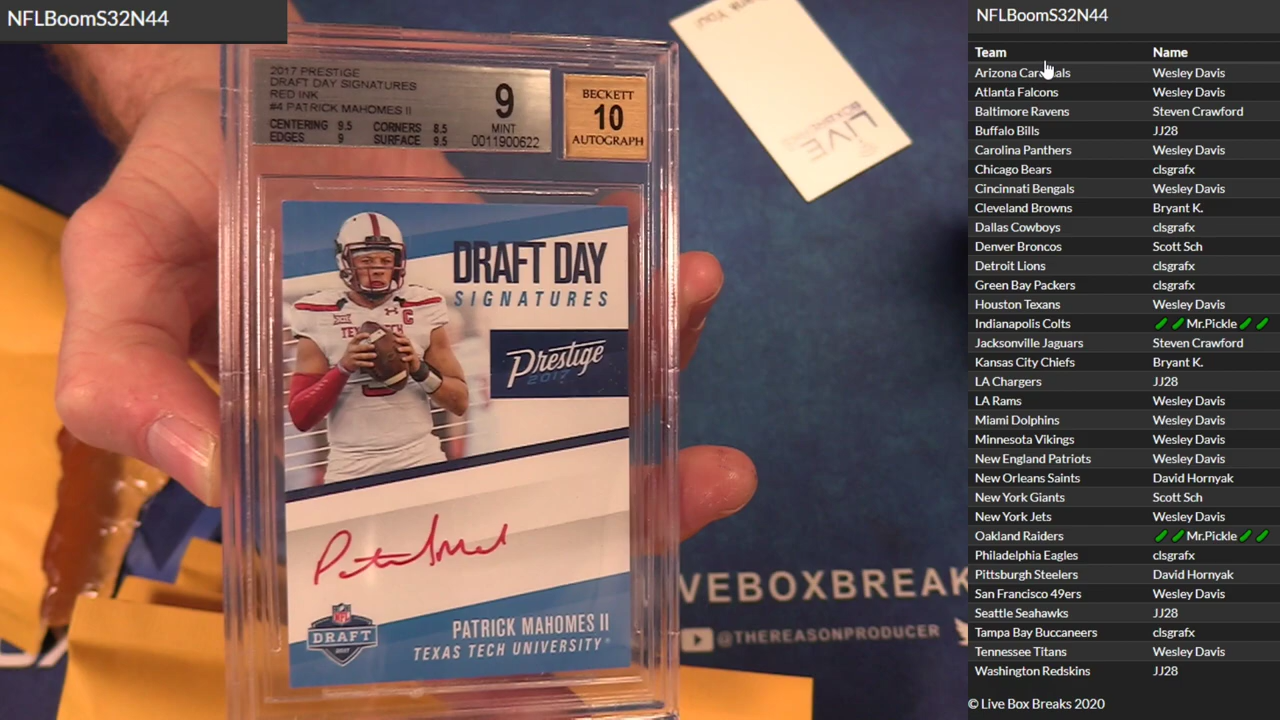 NFLBoomS32N44
2017 PRESTIGE
DRAFT DAY SIGNATURES
RED INK
#4 PATRICK MAHOMES II
CENTERING 9.5 CORNERS 8.5
EDGES 9 SURFACE 9.5
9
MINT
0011900622
BECKETT
10
AUTOGRAPH
DRAFT DAY
SIGNATURES
Prestige
2017
TEXAS TECH
C
NFL
DRAFT
2017
PATRICK MAHOMES II
TEXAS TECH UNIVERSITY
LIVE
YOU!
IVEBOXBREAK
@THEREASONPRODUCER
NFLBoomS32N44
Team Name
Arizona Cardinals Wesley Davis
Atlanta Falcons Wesley Davis
Baltimore Ravens Steven Crawford
Buffalo Bills JJ28
Carolina Panthers Wesley Davis
Chicago Bears clsgrafx
Cincinnati Bengals Wesley Davis
Cleveland Browns Bryant K.
Dallas Cowboys clsgrafx
Denver Broncos Scott Sch
Detroit Lions clsgrafx
Green Bay Packers clsgrafx
Houston Texans Wesley Davis
Indianapolis Colts Mr.Pickle
Jacksonville Jaguars Steven Crawford
Kansas City Chiefs Bryant K.
LA Chargers JJ28
LA Rams Wesley Davis
Miami Dolphins Wesley Davis
Minnesota Vikings Wesley Davis
New England Patriots Wesley Davis
New Orleans Saints David Hornyak
New York Giants Scott Sch
New York Jets Wesley Davis
Oakland Raiders Mr.Pickle
Philadelphia Eagles clsgrafx
Pittsburgh Steelers David Hornyak
San Francisco 49ers Wesley Davis
Seattle Seahawks JJ28
Tampa Bay Buccaneers clsgrafx
Tennessee Titans Wesley Davis
Washington Redskins JJ28
© Live Box Breaks 2020